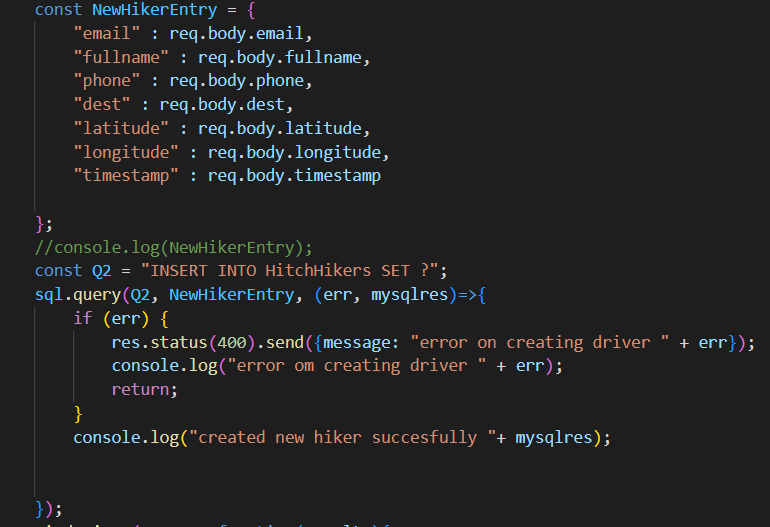 const NewHikerEntry = {
"email" : req.body.email,
"fullname" : req.body.fullname,
"phone" : req.body.phone,
"dest" : req.body.dest,
"latitude" : req.body.latitude,
"longitude" : req.body.longitude,
"timestamp" : req.body.timestamp
};
//console.log(NewHikerEntry);
const Q2 = "INSERT INTO HitchHikers SET ?";
sql.query(Q2, NewHikerEntry, (err, mysqlres)=>{
if (err) {
res.status(400).send({message: "error on creating driver " + err});
console.log("error om creating driver " + err);
return;
}
console.log("created new hiker succesfully "+ mysqlres);
});